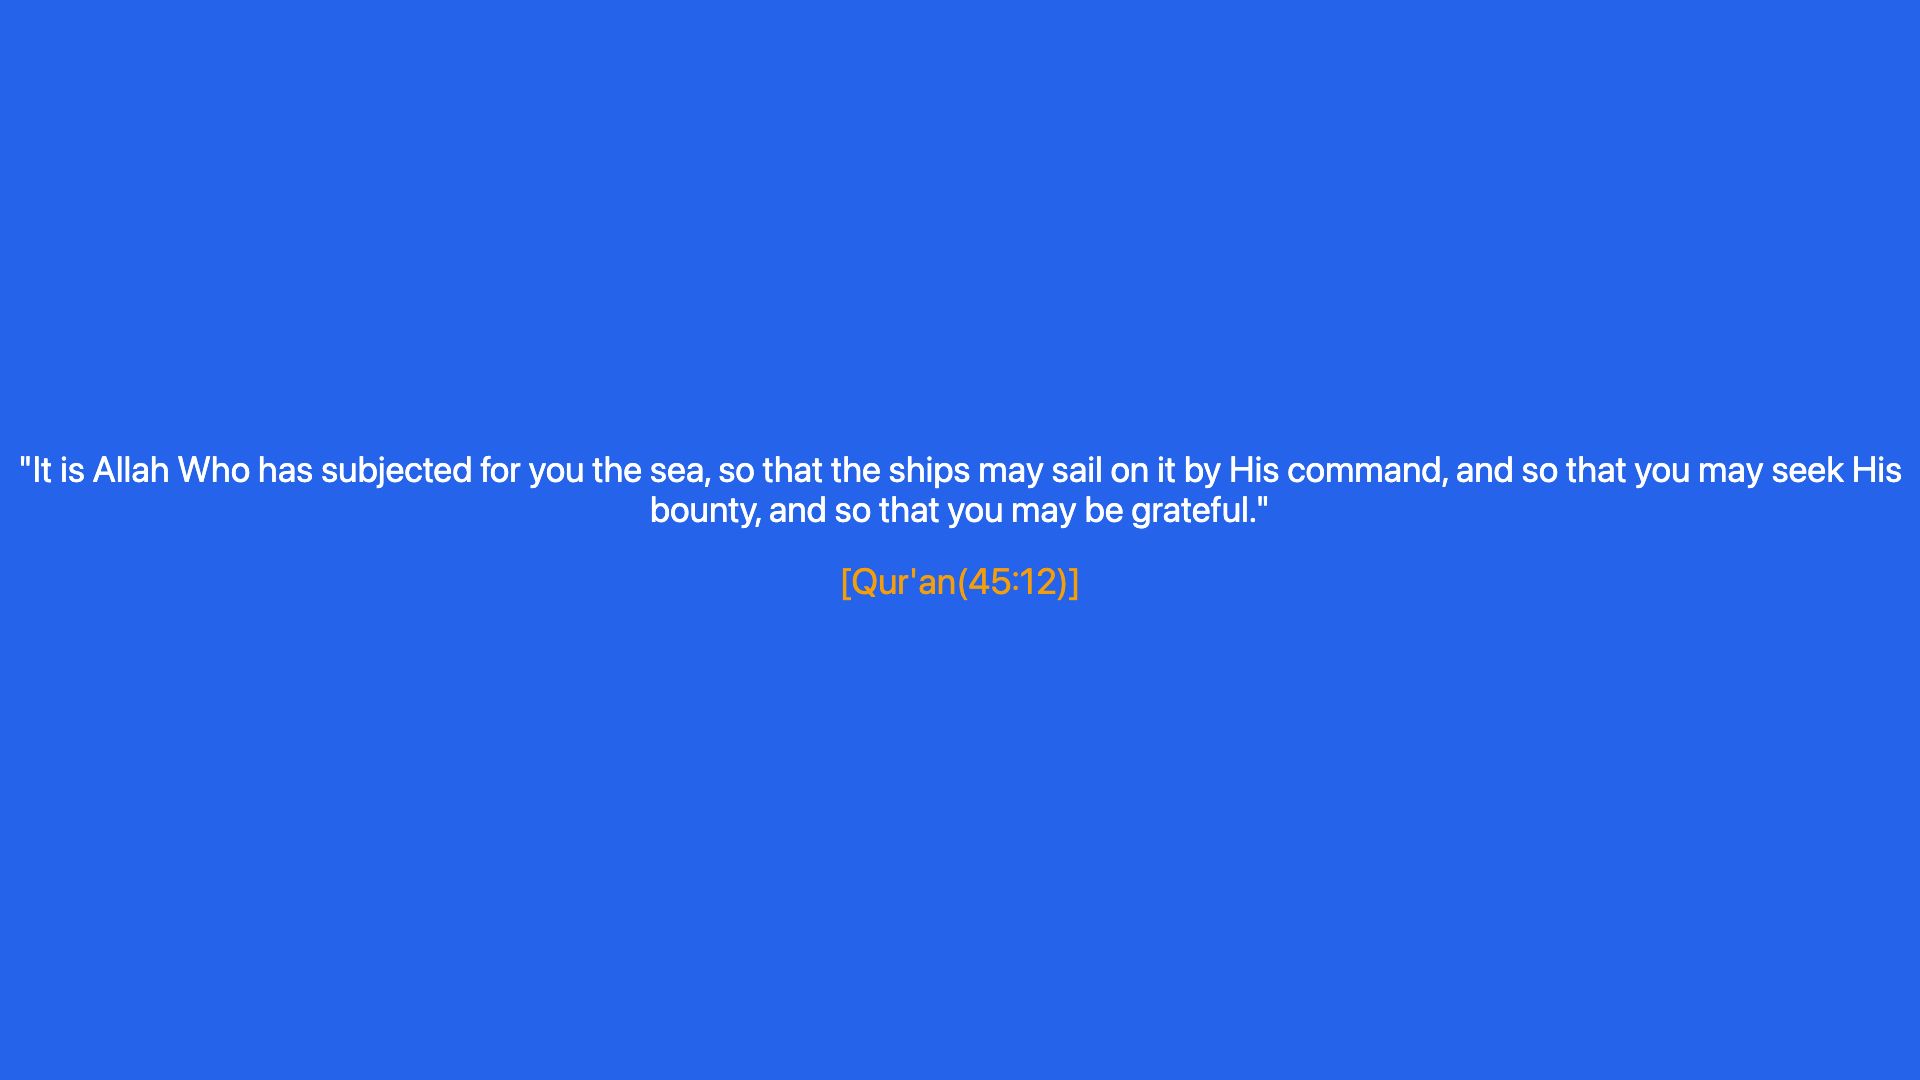 "It is Allah Who has subjected for you the sea, so that the ships may sail on it by His command, and so that you may seek His
bounty, and so that you may be grateful."
[Qur'an(45:12)]